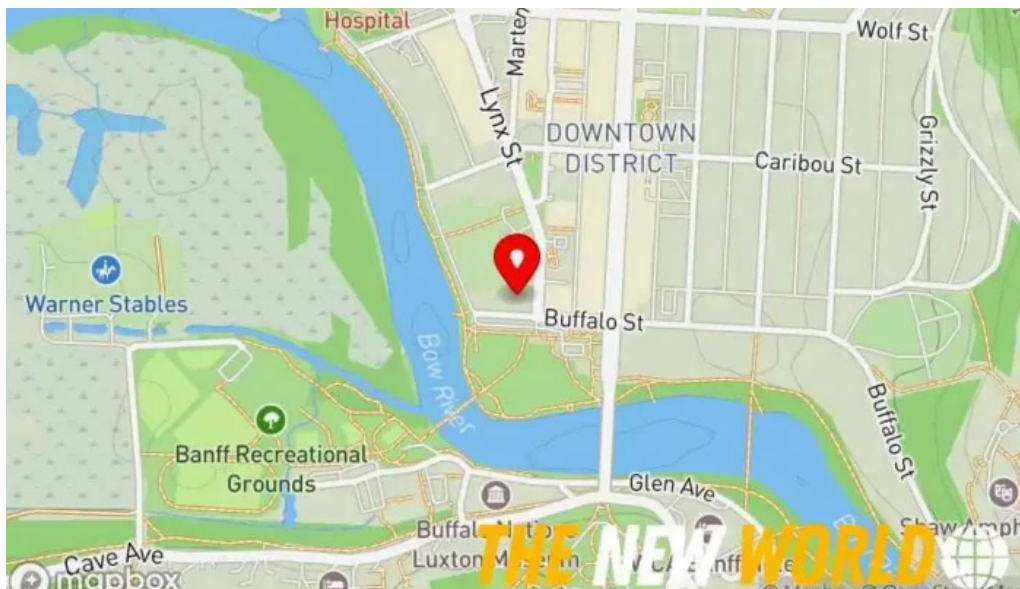 Hospital
Wolf St
Marten
Lynx St
DOWNTOWN
DISTRICT
Caribou St
Grizzly St
Warner Stables
Buffalo St
Bow River
Buffalo St
Banff Recreational
Grounds
Glen Ave
Buffalo
Luxton Museum
Cave Ave
THE NEW WORLD
mapbox